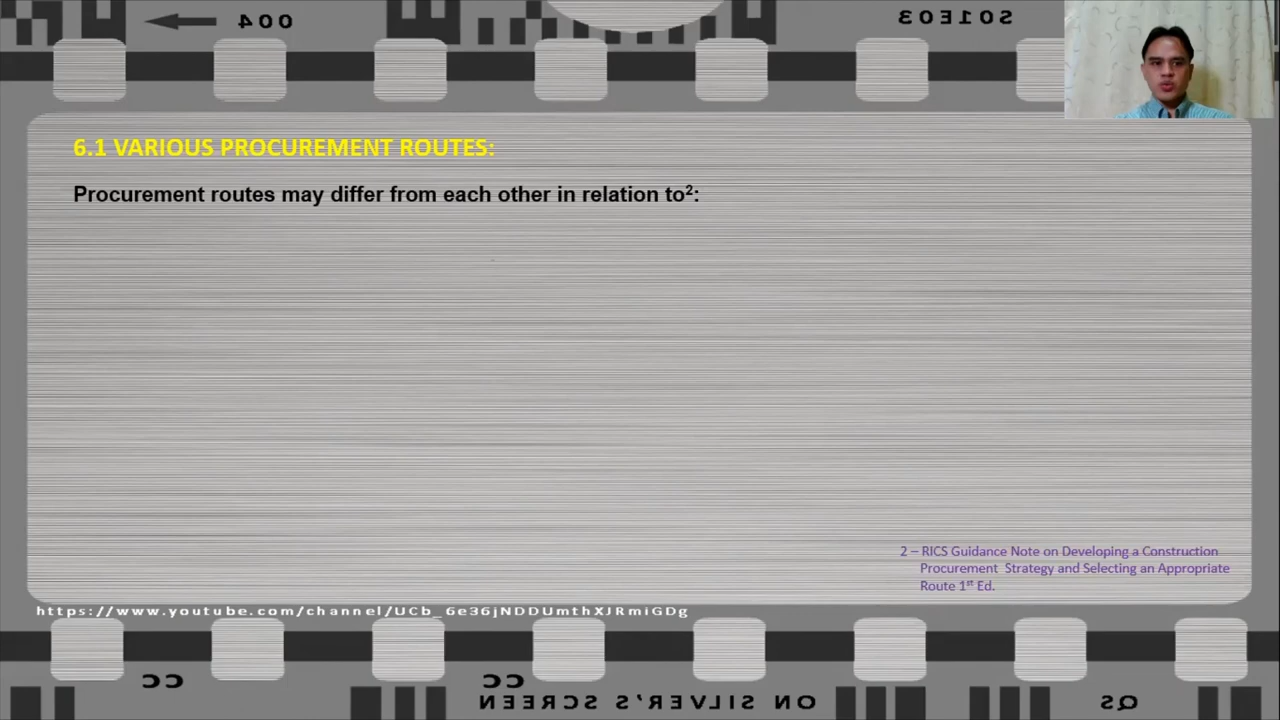 004
S01E03
6.1 VARIOUS PROCUREMENT ROUTES:
Procurement routes may differ from each other in relation to²:
2 – RICS Guidance Note on Developing a Construction
Procurement Strategy and Selecting an Appropriate
Route 1st Ed.
https://www.youtube.com/channel/UCb_6e36jNDDUmthXJRmiGDg
CC
CC
ON SILVER'S SCREEN
QS